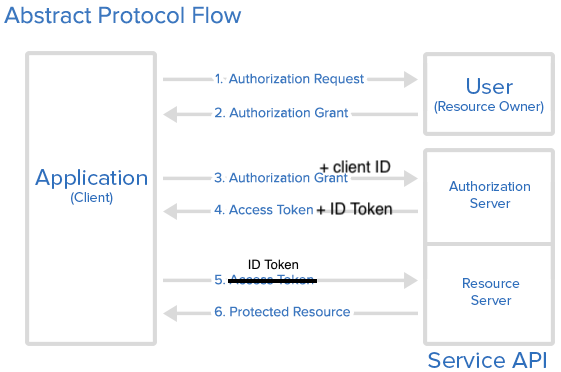 Abstract Protocol Flow
Application
(Client)
1. Authorization Request
2. Authorization Grant
User
(Resource Owner)
+ client ID
3. Authorization Grant
4. Access Token + ID Token
Authorization
Server
ID Token
5. Access Token
6. Protected Resource
Resource
Server
Service API